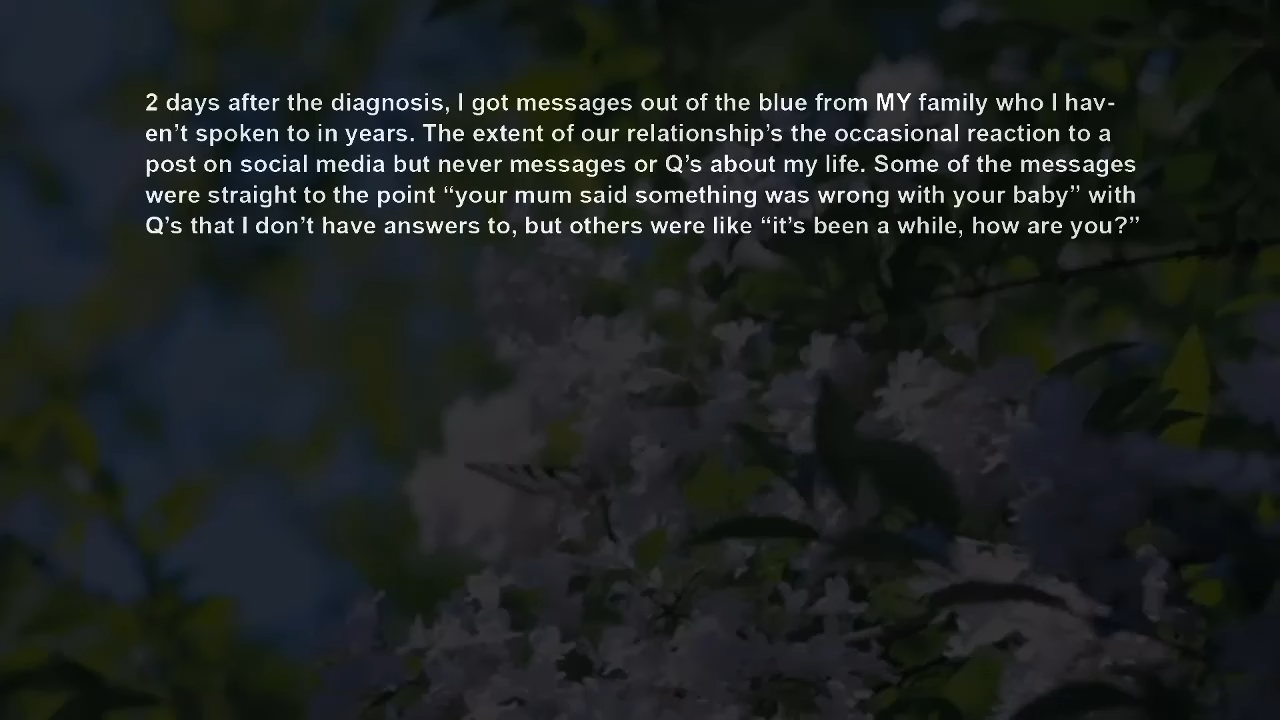 2 days after the diagnosis, I got messages out of the blue from MY family who I hav-
en’t spoken to in years. The extent of our relationship’s the occasional reaction to a
post on social media but never messages or Q’s about my life. Some of the messages
were straight to the point “your mum said something was wrong with your baby” with
Q’s that I don’t have answers to, but others were like “it’s been a while, how are you?”